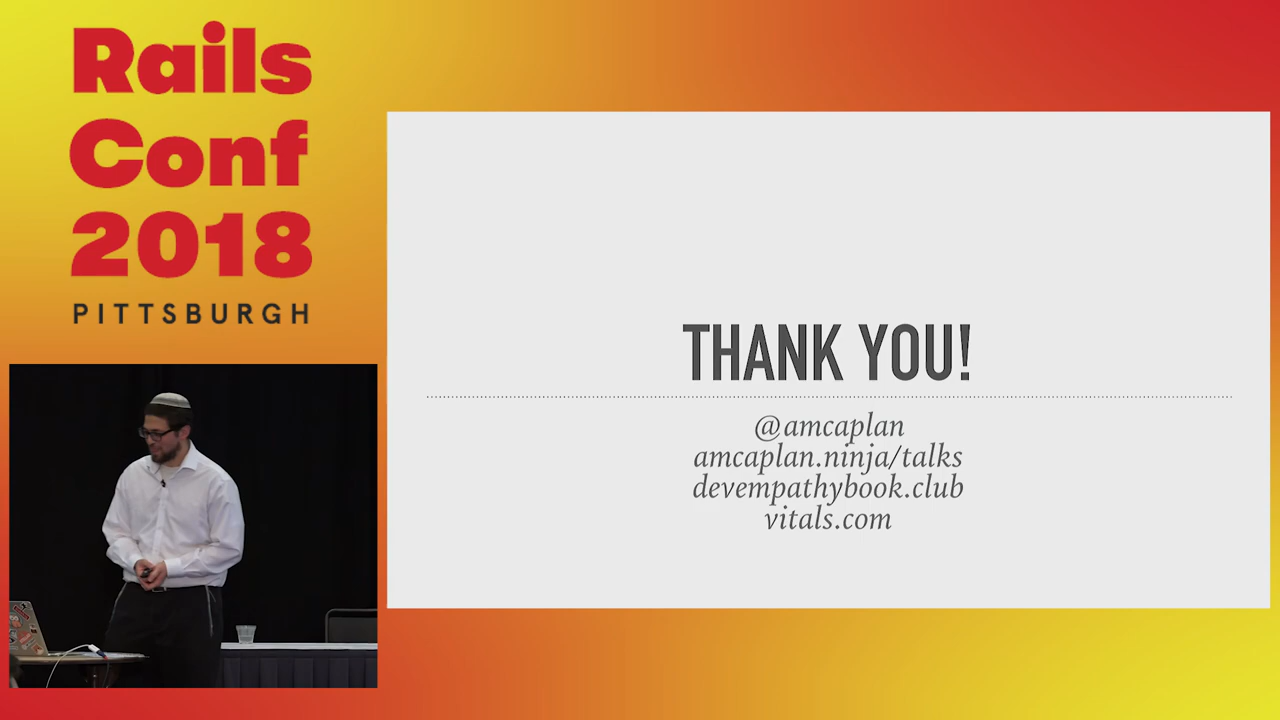 Rails
Conf
2018
PITTSBURGH
THANK YOU!
@amcaplan
amcaplan.ninja/talks
devempathybook.club
vitals.com